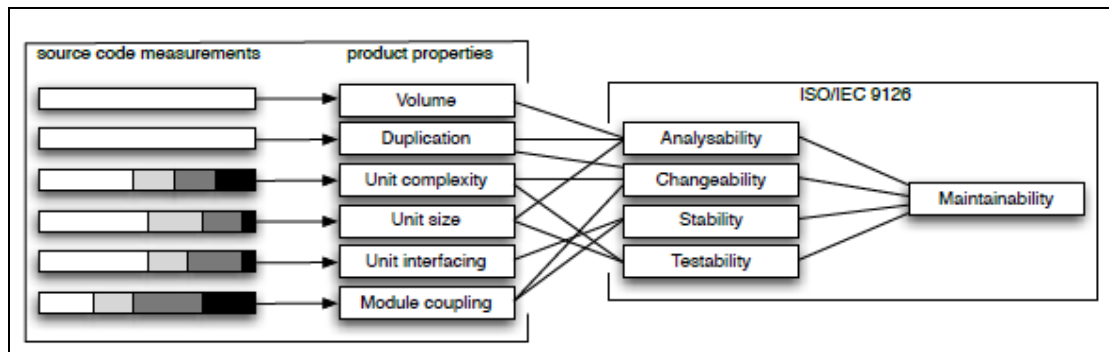 source code measurements
product properties
ISO/IEC 9126
Volume
Duplication
Unit complexity
Unit size
Unit interfacing
Module coupling
Analysability
Changeability
Stability
Testability
Maintainability